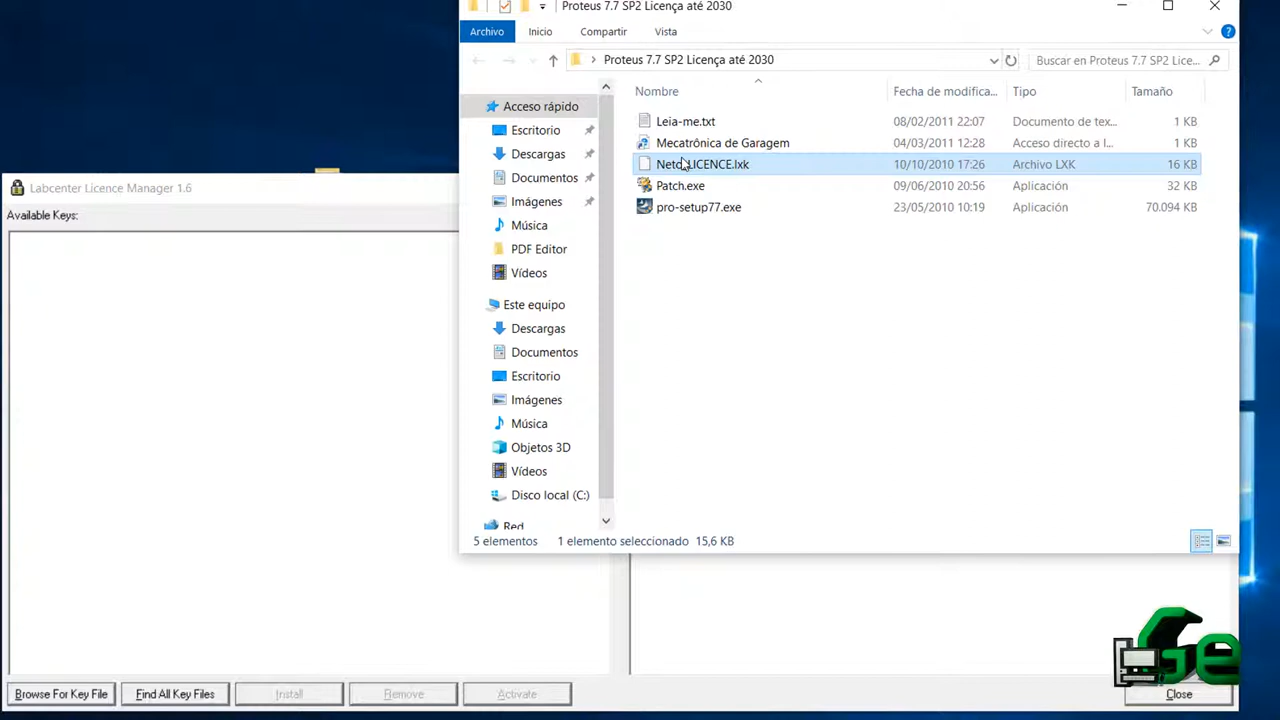 Proteus 7.7 SP2 Licença até 2030
Archivo Inicio Compartir Vista
Proteus 7.7 SP2 Licença até 2030
Buscar en Proteus 7.7 SP2 Lice...
Nombre Fecha de modifica... Tipo Tamaño
Leia-me.txt 08/02/2011 22:07 Documento de tex... 1 KB
Mecatrônica de Garagem 04/03/2011 12:28 Acceso directo a I... 1 KB
LICENCE.lxk 10/10/2010 17:26 Archivo LXK 16 KB
Patch.exe 09/06/2010 20:56 Aplicación 32 KB
pro-setup77.exe 23/05/2010 10:19 Aplicación 70.094 KB
Acceso rápido
Escritorio
Descargas
Documentos
Imágenes
Música
PDF Editor
Vídeos
Este equipo
Descargas
Documentos
Escritorio
Imágenes
Música
Objetos 3D
Vídeos
Disco local (C:)
Red
5 elementos 1 elemento seleccionado 15,6 KB
Labcenter Licence Manager 1.6
Available Keys:
Browse For Key File Find All Key Files Install Remove Activate Close
Ge